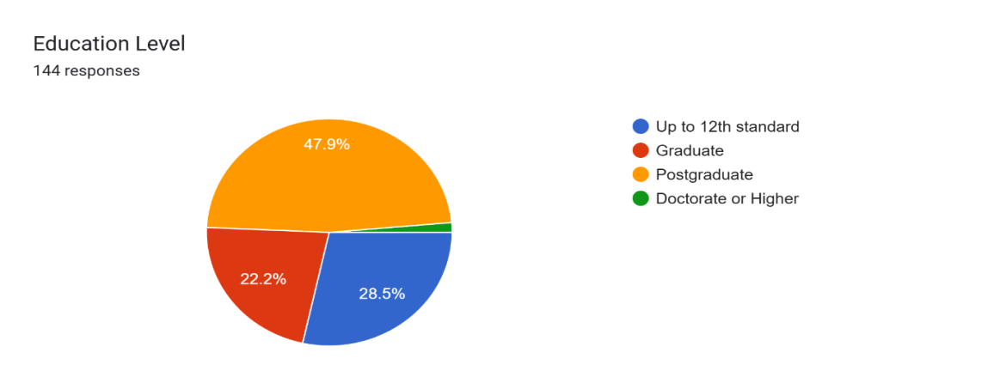 Education Level
144 responses
47.9%
22.2%
28.5%
Up to 12th standard
Graduate
Postgraduate
Doctorate or Higher